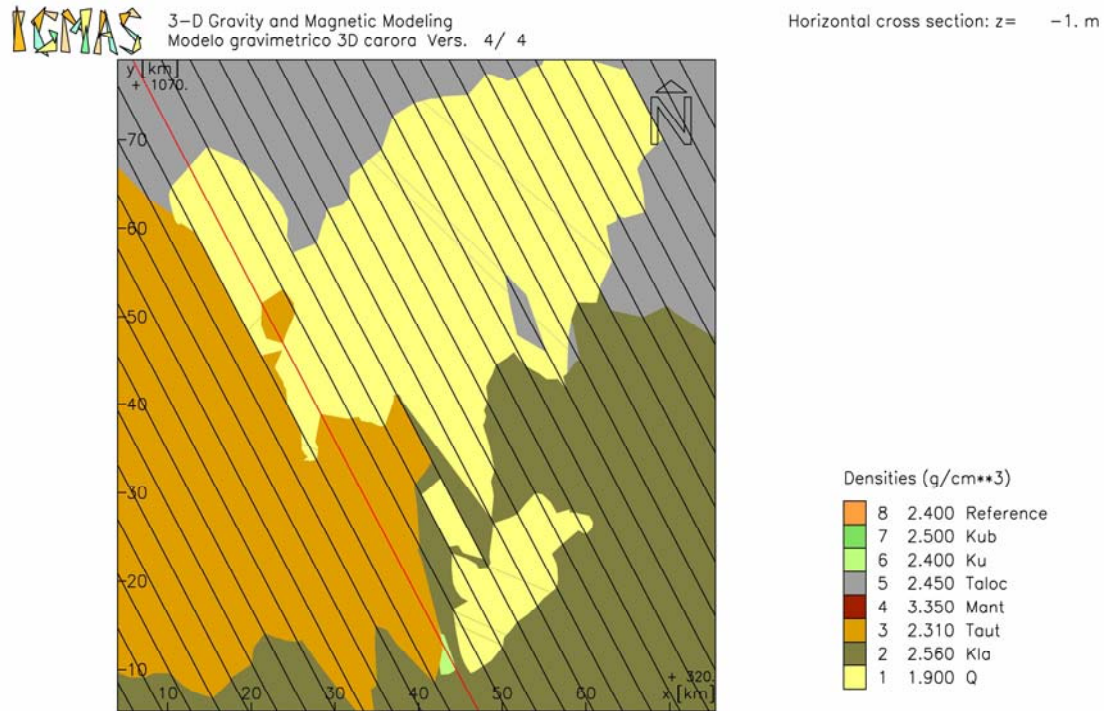 IGMAS
3-D Gravity and Magnetic Modeling
Modelo gravimetrico 3D carora Vers. 4/ 4
Horizontal cross section: z= -1. m
y [km]
+ 1070.
N
70
60
50
40
30
20
10
10 20 30 40 50 60
+ 320.
x [km]
Densities (g/cm**3)
8 2.400 Reference
7 2.500 Kub
6 2.400 Ku
5 2.450 Taloc
4 3.350 Mant
3 2.310 Taut
2 2.560 Kla
1 1.900 Q